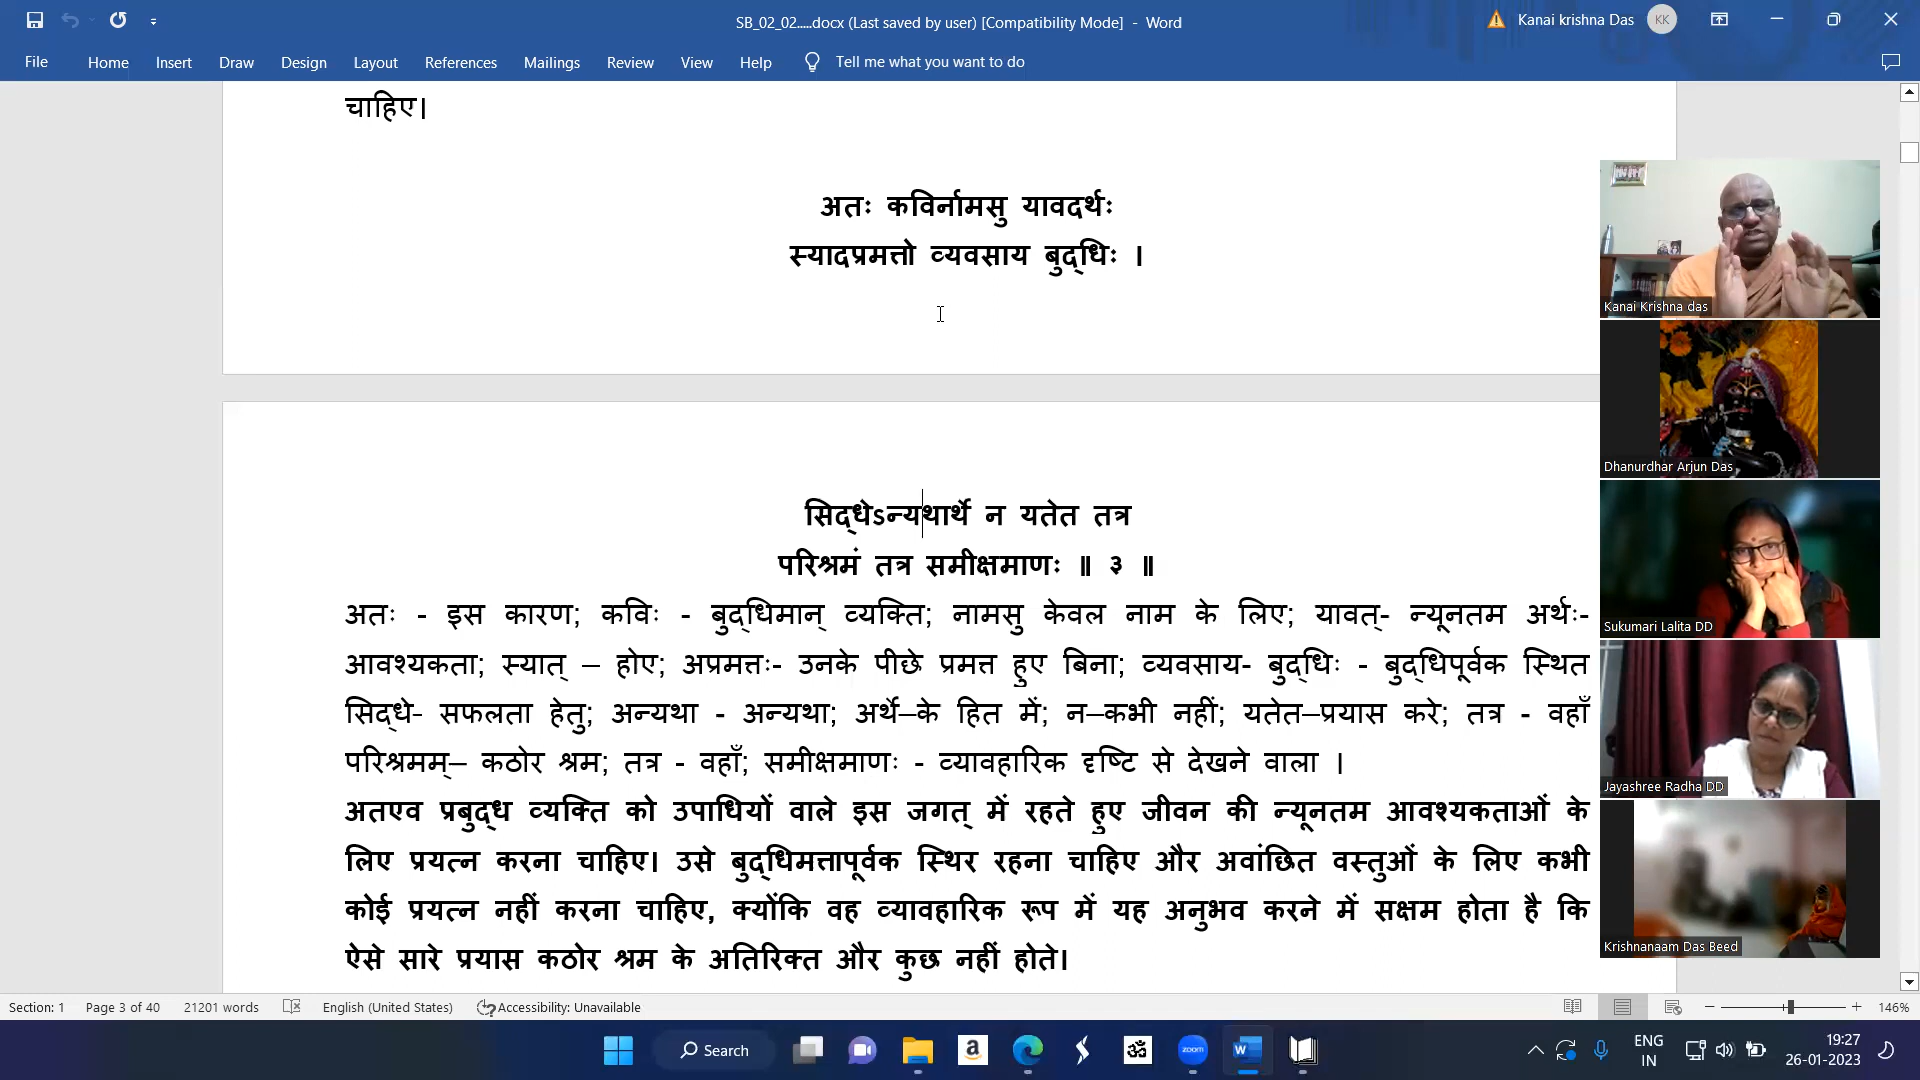 SB_02_02.....docx (Last saved by user) [Compatibility Mode] - Word
Kanai krishna Das
KK
File Home Insert Draw Design Layout References Mailings Review View Help Tell me what you want to do
चाहिए।
अतः कविर्नामसु यावदर्थः
स्यादप्रमत्तो व्यवसाय बुद्धिः ।
सिद्धेऽन्यथार्थे न यतेत तत्र
परिश्रमं तत्र समीक्षमाणः ॥ ३ ॥
अतः - इस कारण; कविः - बुद्धिमान् व्यक्ति; नामसु केवल नाम के लिए; यावत्- न्यूनतम अर्थः-
आवश्यकता; स्यात् – होए; अप्रमत्तः- उनके पीछे प्रमत्त हुए बिना; व्यवसाय- बुद्धिः - बुद्धिपूर्वक स्थित
सिद्धे- सफलता हेतु; अन्यथा - अन्यथा; अर्थे–के हित में; न–कभी नहीं; यतेत–प्रयास करे; तत्र - वहाँ
परिश्रमम्– कठोर श्रम; तत्र - वहाँ; समीक्षमाणः - व्यावहारिक दृष्टि से देखने वाला ।
अतएव प्रबुद्ध व्यक्ति को उपाधियों वाले इस जगत् में रहते हुए जीवन की न्यूनतम आवश्यकताओं के
लिए प्रयत्न करना चाहिए। उसे बुद्धिमत्तापूर्वक स्थिर रहना चाहिए और अवांछित वस्तुओं के लिए कभी
कोई प्रयत्न नहीं करना चाहिए, क्योंकि वह व्यावहारिक रूप में यह अनुभव करने में सक्षम होता है कि
ऐसे सारे प्रयास कठोर श्रम के अतिरिक्त और कुछ नहीं होते।
Kanai Krishna das
Dhanurdhar Arjun Das
Sukumari Lalita DD
Jayashree Radha DD
Krishnanaam Das Beed
Section: 1 Page 3 of 40 21201 words English (United States) Accessibility: Unavailable 146%
Search
a
ॐ
zoom
W
ENG
IN
19:27
26-01-2023